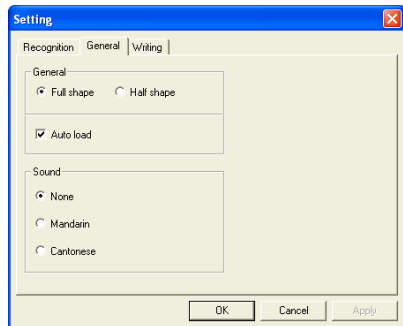 Setting
Recognition General Writing
General
Full shape Half shape
Auto load
Sound
None
Mandarin
Cantonese
OK Cancel Apply